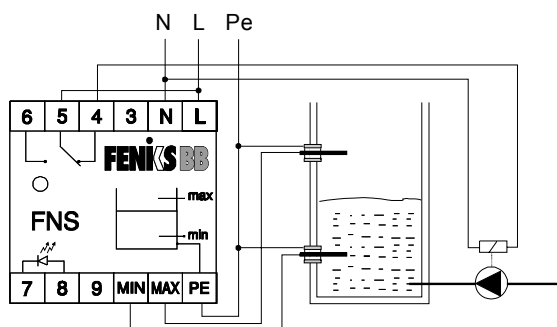 N L Pe
6 5 4 3 N L
FENIKS BB
max
FNS
min
7 8 9 MIN MAX PE